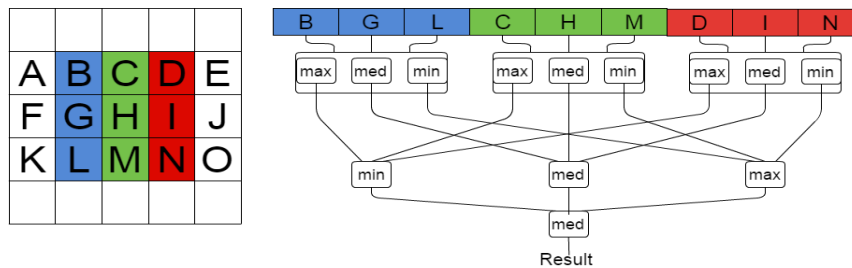 A B C D E
F G H I J
K L M N O
B G L C H M D I N
max med min max med min max med min
min med max
med
Result